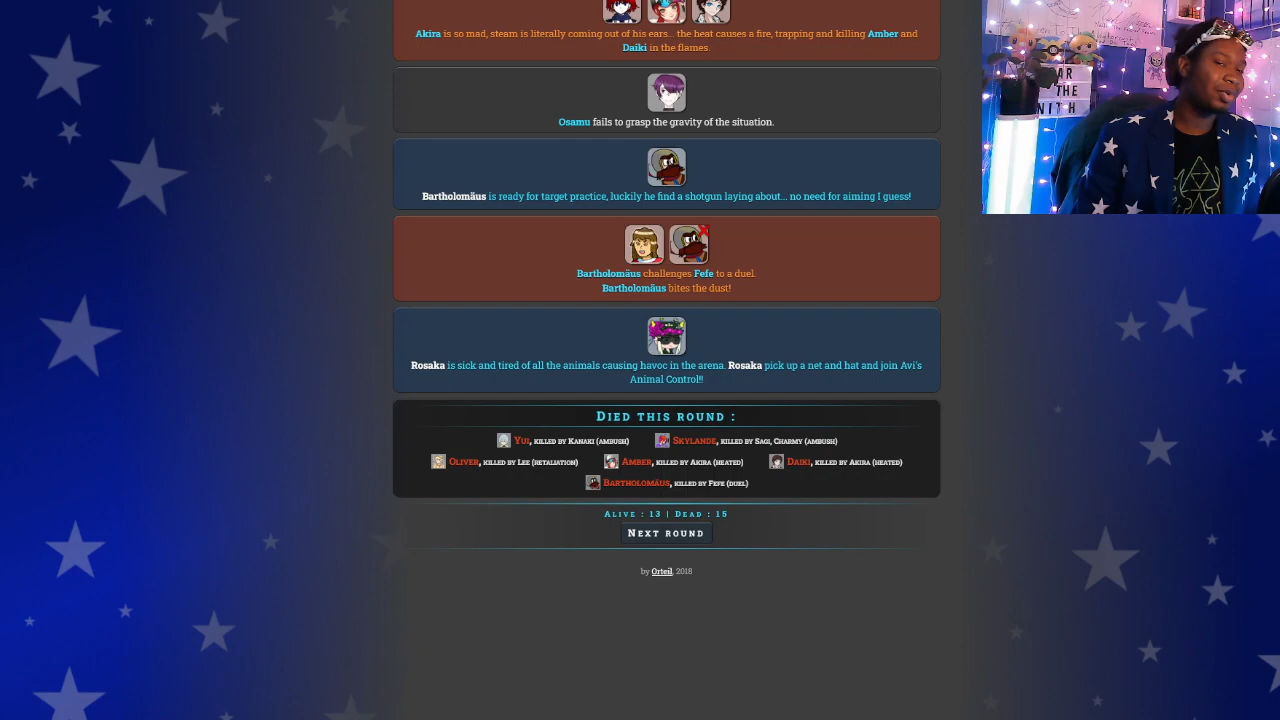 Akira is so mad, steam is literally coming out of his ears... the heat causes a fire, trapping and killing Amber and
Daiki in the flames.
Osamu fails to grasp the gravity of the situation.
Bartholomäus is ready for target practice, luckily he find a shotgun laying about... no need for aiming I guess!
Bartholomäus challenges Fefe to a duel.
Bartholomäus bites the dust!
Rosaka is sick and tired of all the animals causing havoc in the arena. Rosaka pick up a net and hat and join Avi's
Animal Control!!
Died this round :
Yui, killed by Kanaki (ambush) Skylande, killed by Sagi, Charmy (ambush)
Oliver, killed by Lee (retaliation) Amber, killed by Akira (heated) Daiki, killed by Akira (heated)
Bartholomäus, killed by Fefe (duel)
Alive : 13 | Dead : 15
Next round
by Orteil, 2018
AR
THE
NITH